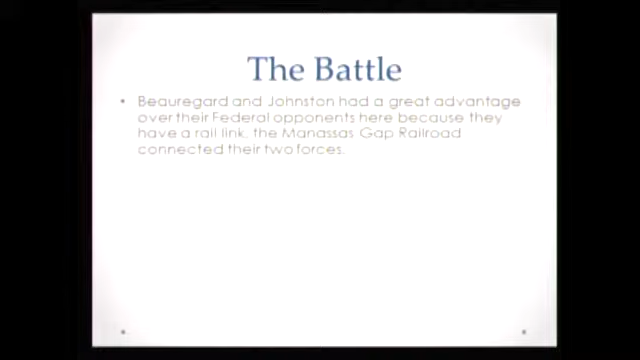 The Battle
• Beauregard and Johnston had a great advantage
over their Federal opponents here because they
have a rail link, the Manassas Gap Railroad
connected their two forces.